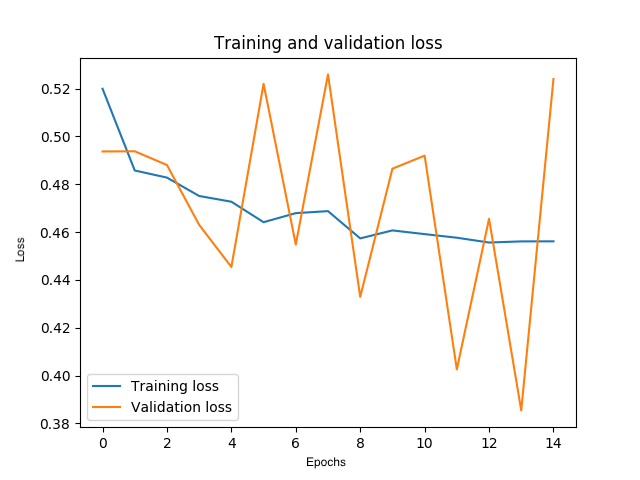 Training and validation loss
0.52
0.50
0.48
0.46
0.44
0.42
0.40
0.38
Loss
Training loss
Validation loss
0 2 4 6 8 10 12 14
Epochs